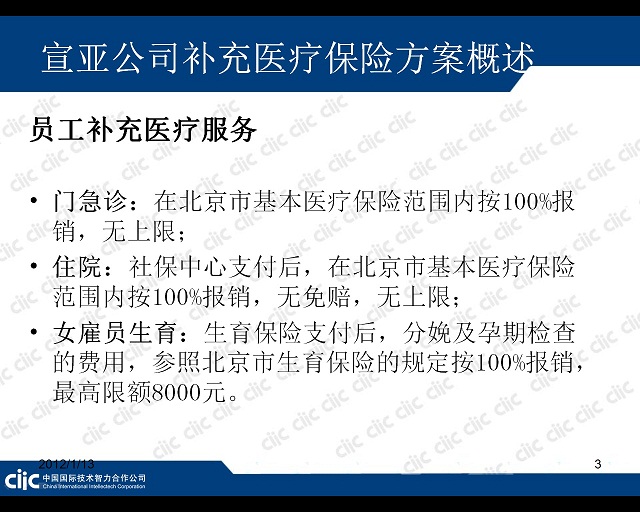 宣亚公司补充医疗保险方案概述
员工补充医疗服务
• 门急诊：在北京市基本医疗保险范围内按100%报
销，无上限；
• 住院：社保中心支付后，在北京市基本医疗保险
范围内按100%报销，无免赔，无上限；
• 女雇员生育：生育保险支付后，分娩及孕期检查
的费用，参照北京市生育保险的规定按100%报销，
最高限额8000元。
2012/1/13
3
ciic 中国国际技术智力合作公司
China International Intellectech Corporation